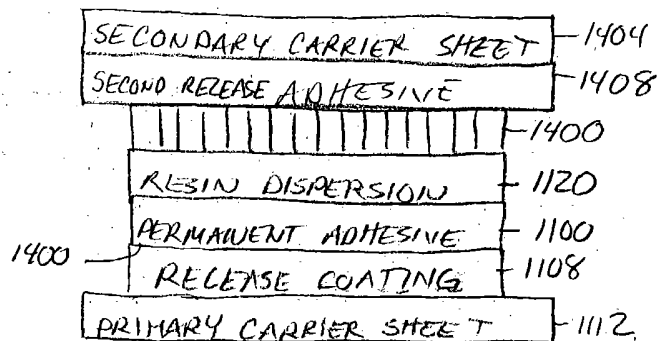 SECONDARY CARRIER SHEET 1404
SECOND RELEASE ADHESIVE 1408
1400
RESIN DISPERSION 1120
PERMANENT ADHESIVE 1100
1400
RELEASE COATING 1108
PRIMARY CARRIER SHEET 1112